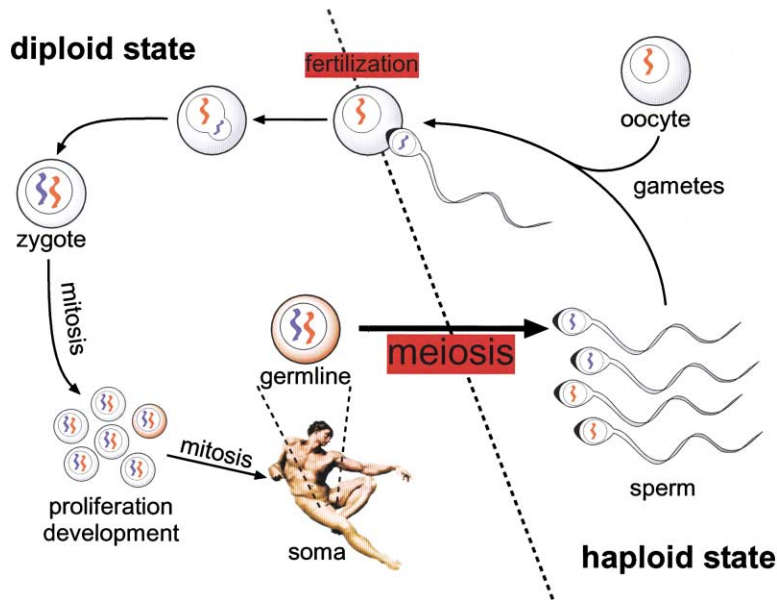 diploid state
fertilization
oocyte
gametes
zygote
mitosis
germline
meiosis
mitosis
proliferation
development
soma
sperm
haploid state